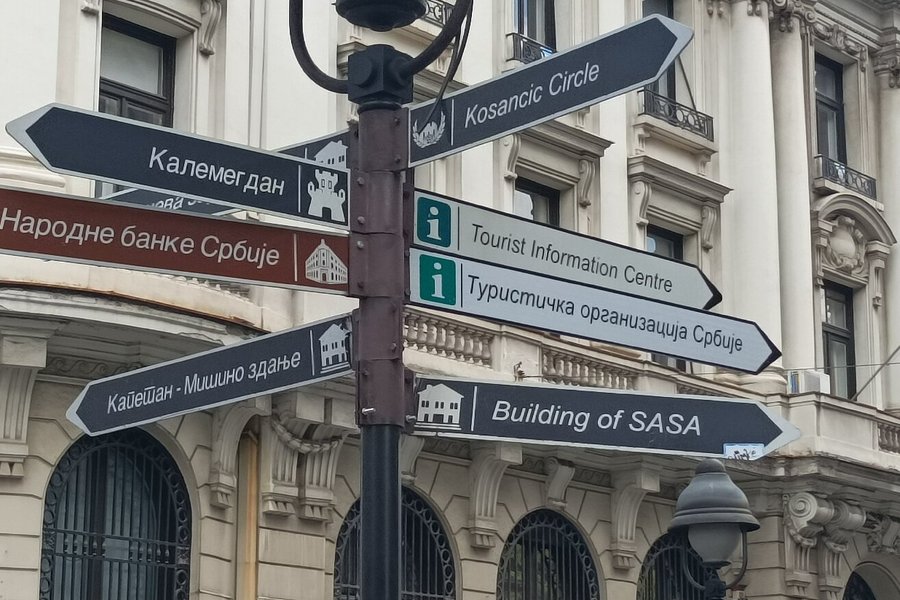 Kosancic Circle
Калемегдан
Народне банке Србије
i Tourist Information Centre
i Туристичка организација Србије
Капетан - Мишино здање
Building of SASA